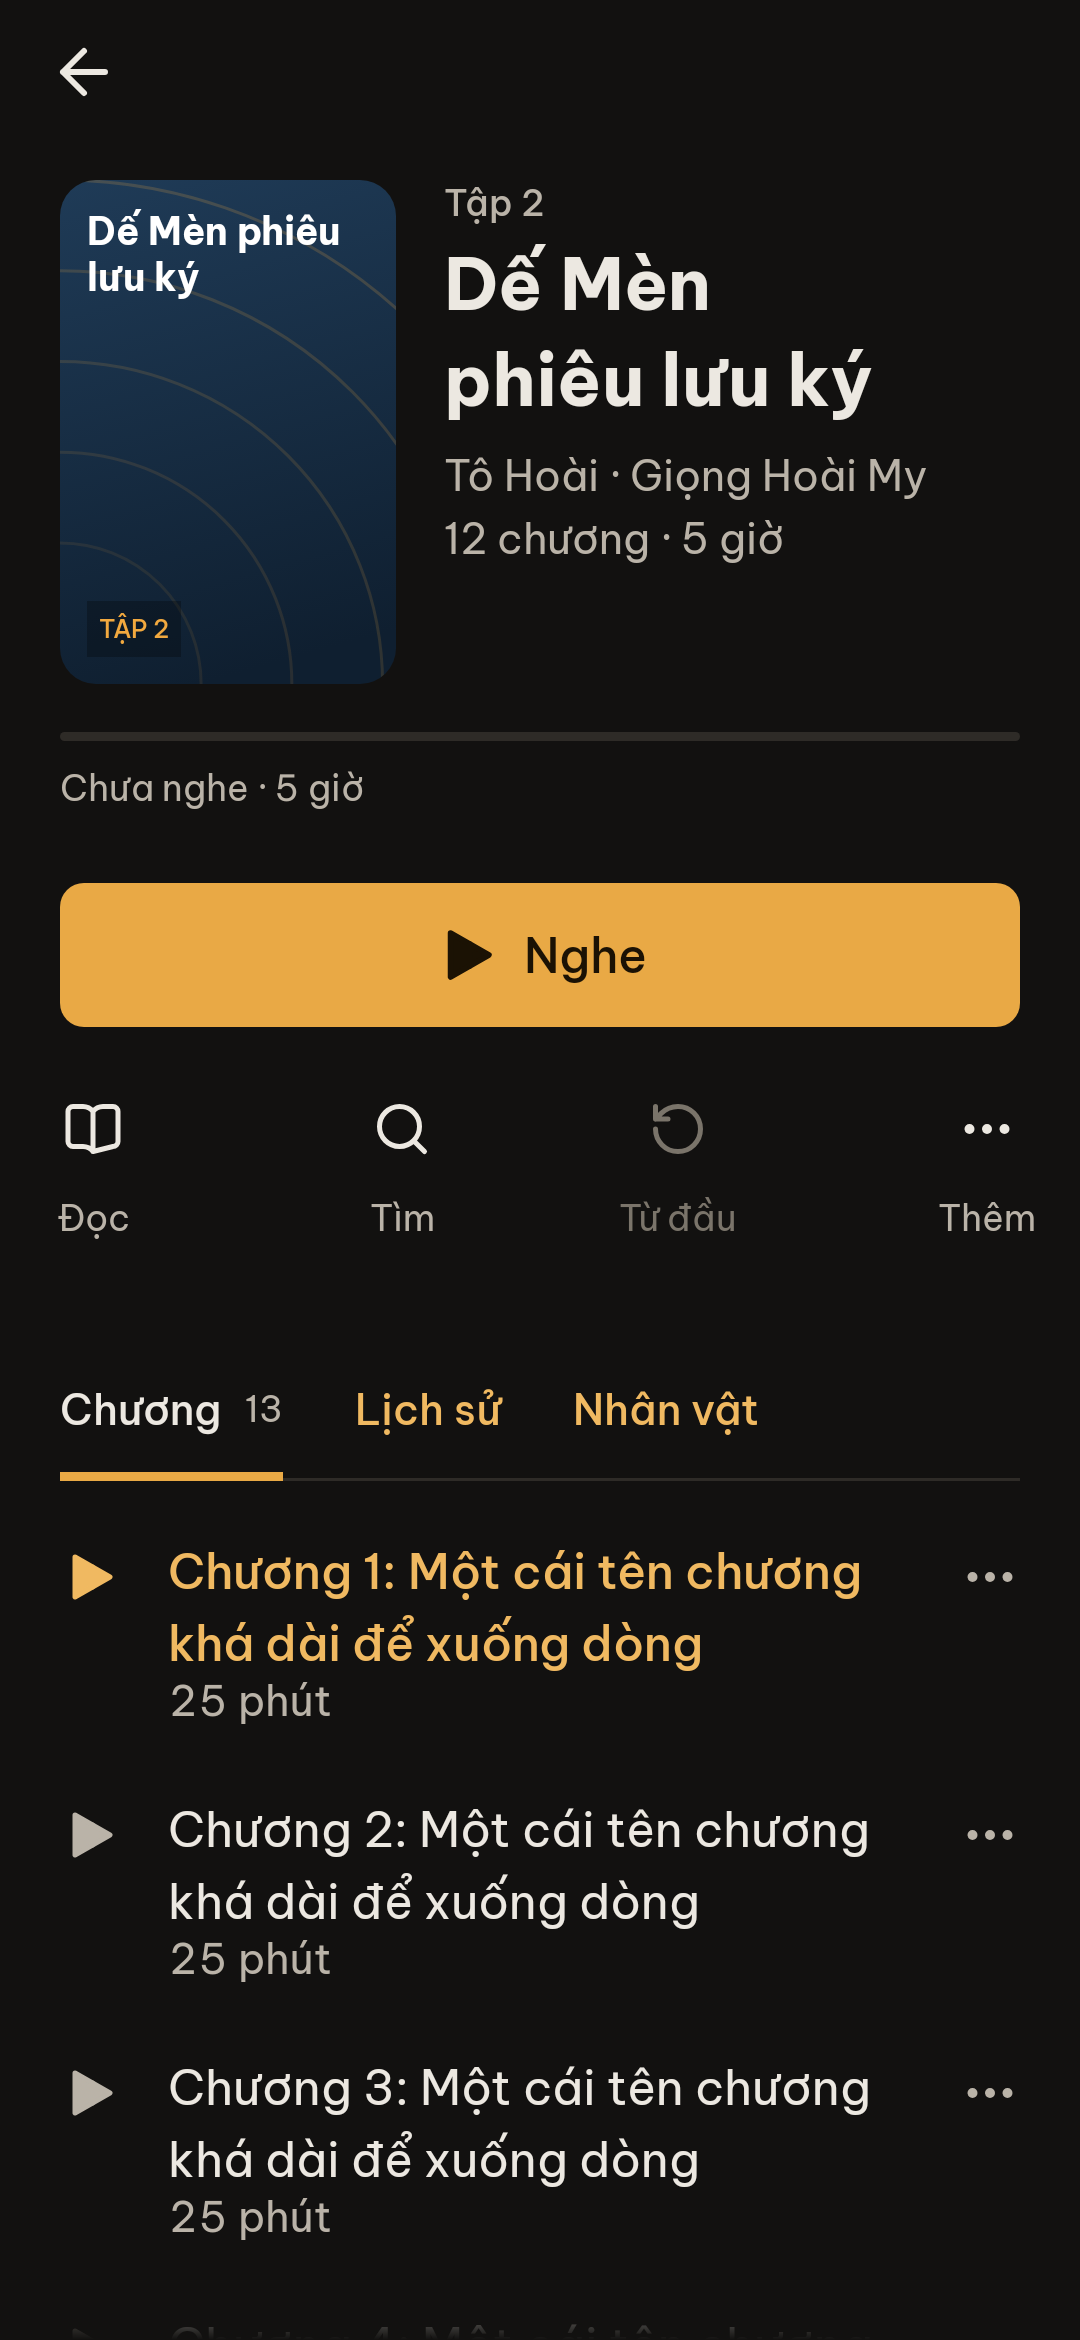 Dế Mèn phiêu
lưu ký
TẬP 2
Tập 2
Dế Mèn
phiêu lưu ký
Tô Hoài · Giọng Hoài My
12 chương · 5 giờ
Chưa nghe · 5 giờ
Nghe
Đọc
Tìm
Từ đầu
Thêm
Chương 13
Lịch sử
Nhân vật
Chương 1: Một cái tên chương
khá dài để xuống dòng
25 phút
Chương 2: Một cái tên chương
khá dài để xuống dòng
25 phút
Chương 3: Một cái tên chương
khá dài để xuống dòng
25 phút